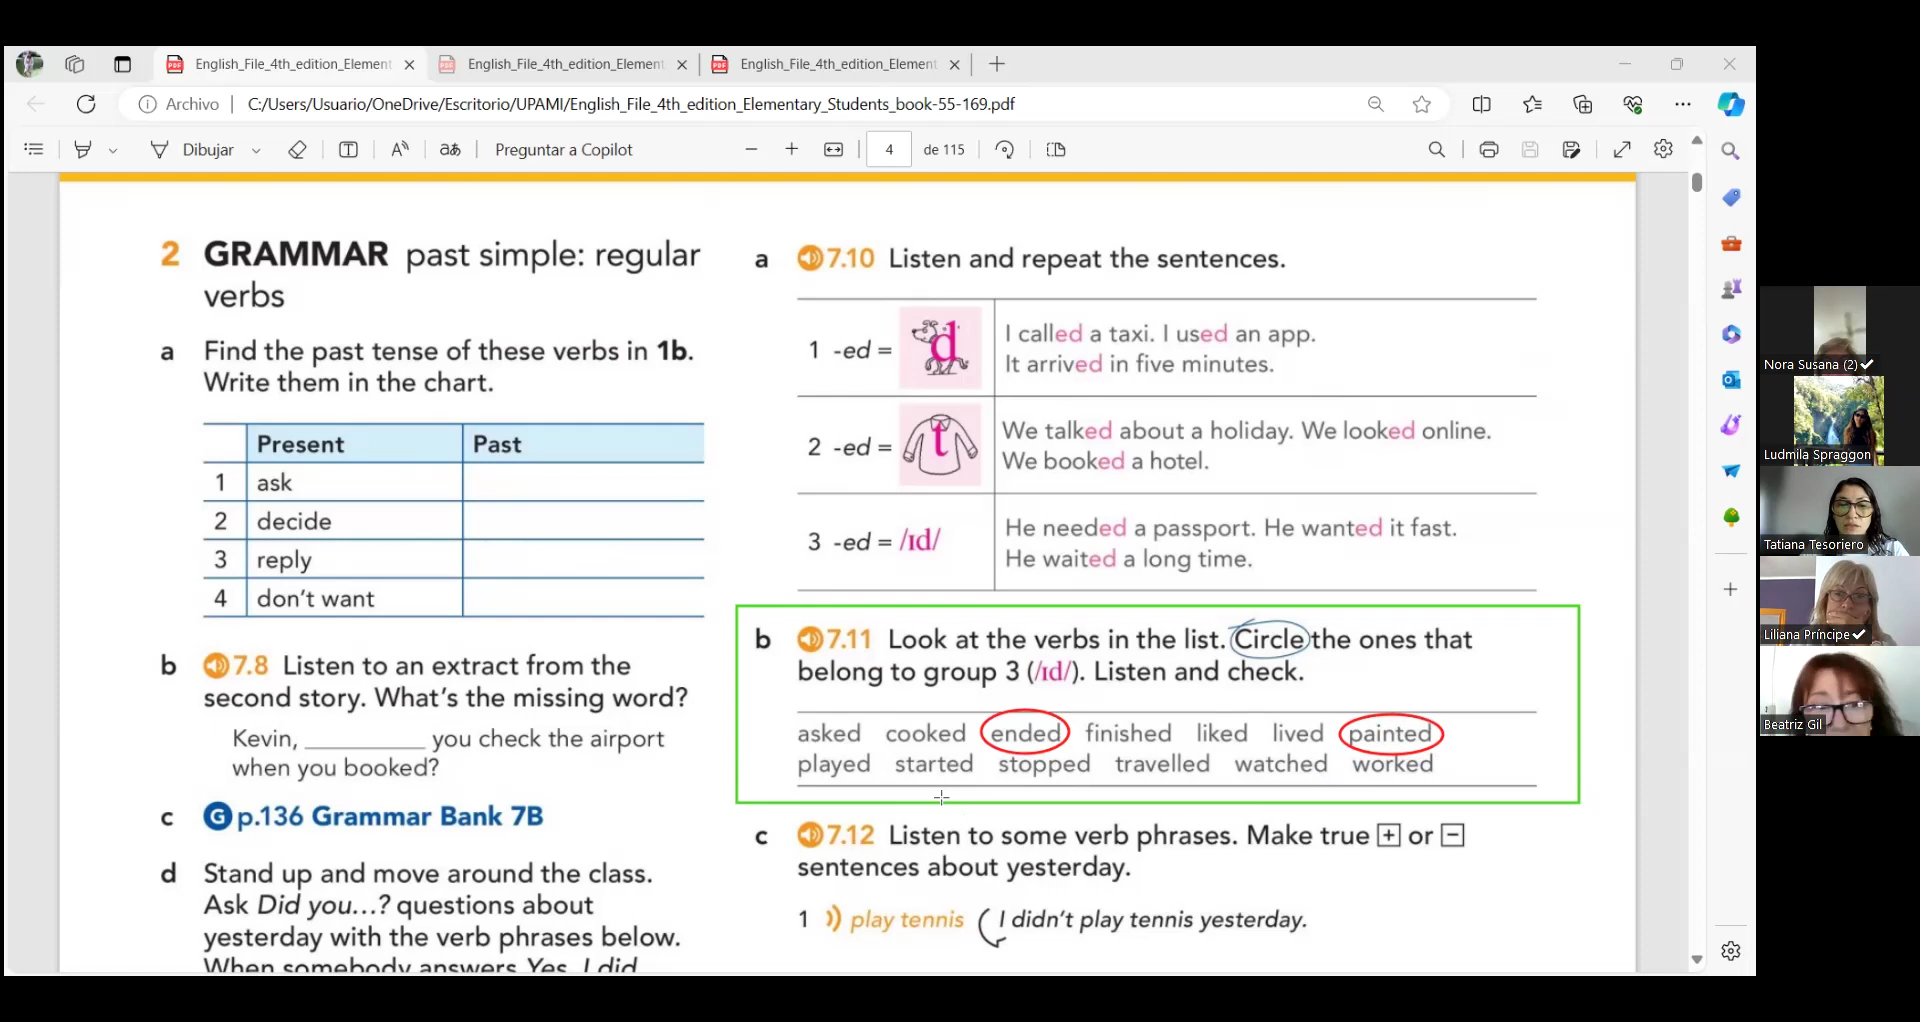 English_File_4th_edition_Element
English_File_4th_edition_Element
English_File_4th_edition_Element
Archivo
C:/Users/Usuario/OneDrive/Escritorio/UPAMI/English_File_4th_edition_Elementary_Students_book-55-169.pdf
Dibujar
Preguntar a Copilot
4
de 115
2 GRAMMAR past simple: regular
verbs
a Find the past tense of these verbs in 1b.
Write them in the chart.
Present Past
1 ask
2 decide
3 reply
4 don't want
b 7.8 Listen to an extract from the
second story. What's the missing word?
Kevin, __________ you check the airport
when you booked?
c G p.136 Grammar Bank 7B
d Stand up and move around the class.
Ask Did you...? questions about
yesterday with the verb phrases below.
When somebody answers Yes, I did
a 7.10 Listen and repeat the sentences.
1 -ed = d I called a taxi. I used an app.
It arrived in five minutes.
2 -ed = t We talked about a holiday. We looked online.
We booked a hotel.
3 -ed = /ɪd/ He needed a passport. He wanted it fast.
He waited a long time.
b 7.11 Look at the verbs in the list. Circle the ones that
belong to group 3 (/ɪd/). Listen and check.
asked cooked ended finished liked lived painted
played started stopped travelled watched worked
c 7.12 Listen to some verb phrases. Make true + or −
sentences about yesterday.
1 play tennis I didn't play tennis yesterday.
Nora Susana (2)
Ludmila Spraggon
Tatiana Tesoriero
Liliana Príncipe
Beatriz Gil